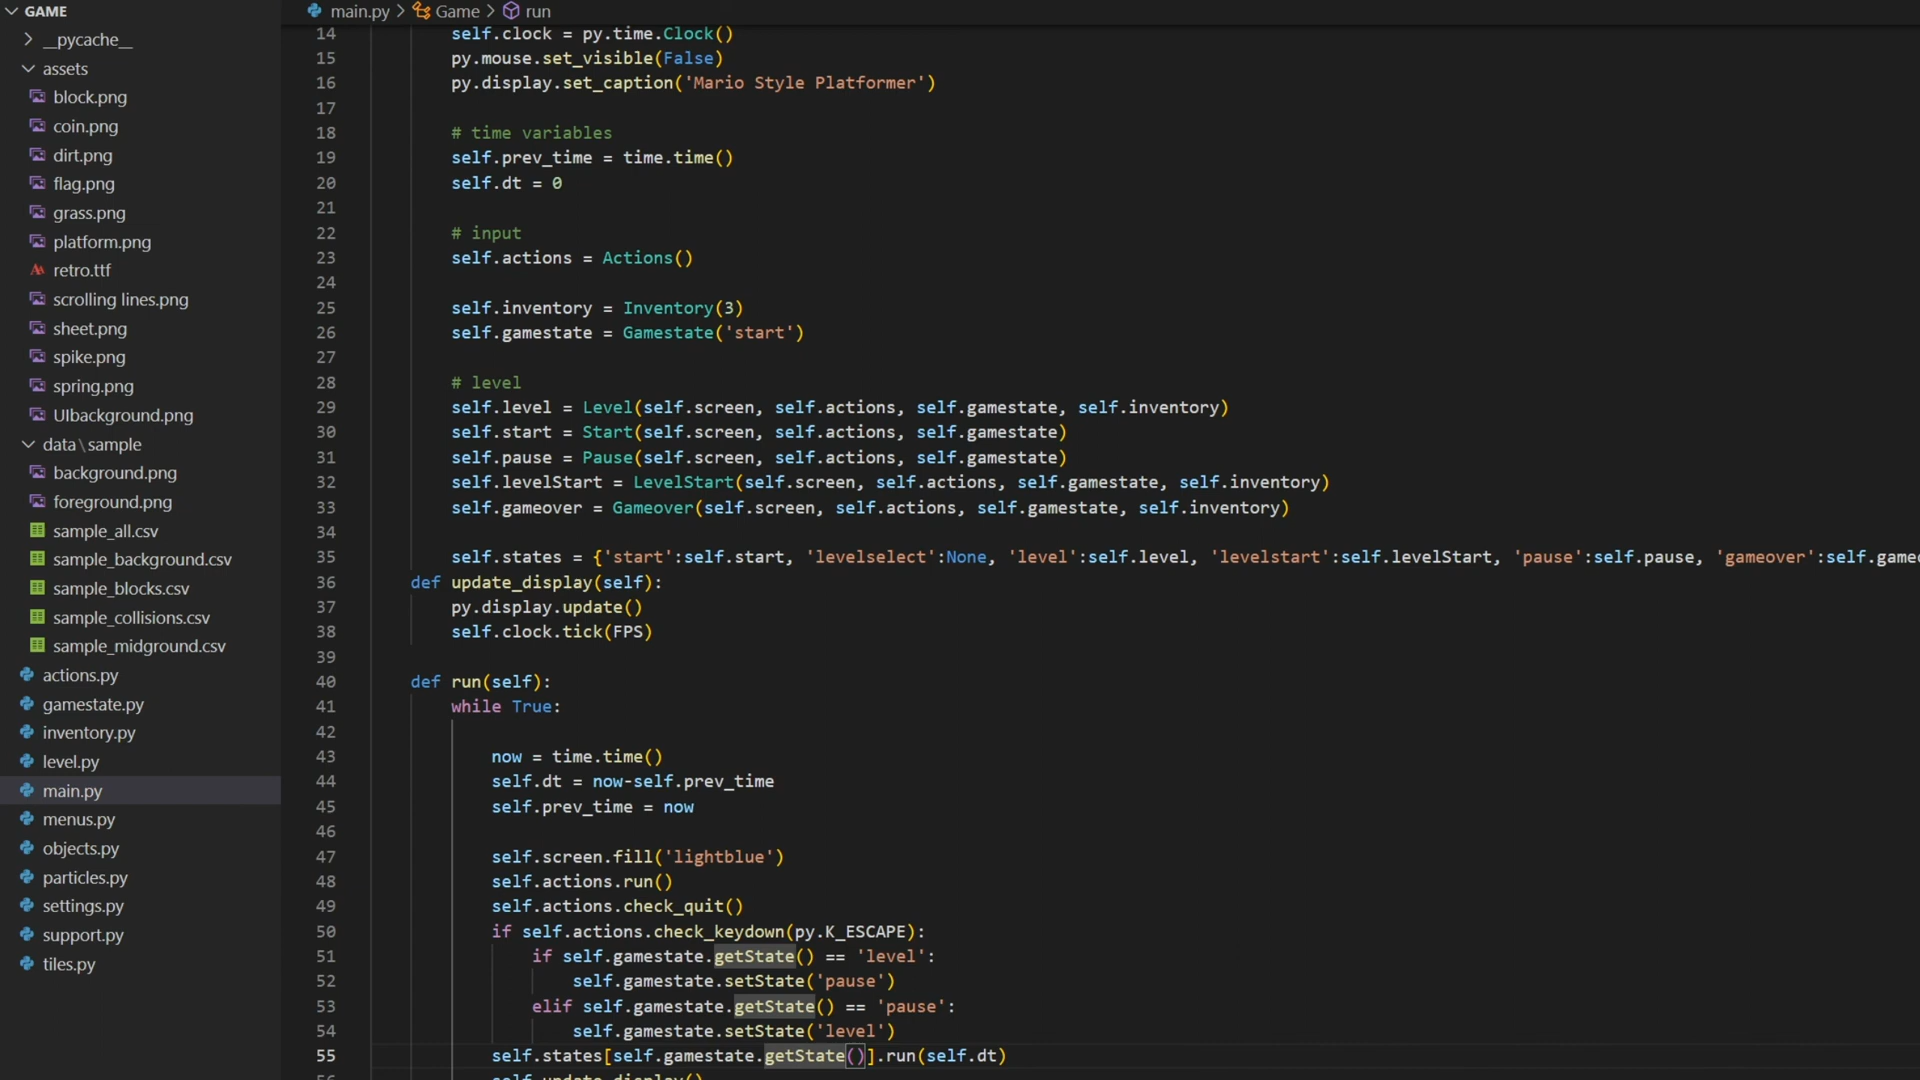 GAME
__pycache__
assets
block.png
coin.png
dirt.png
flag.png
grass.png
platform.png
retro.ttf
scrolling lines.png
sheet.png
spike.png
spring.png
UIbackground.png
data\sample
background.png
foreground.png
sample_all.csv
sample_background.csv
sample_blocks.csv
sample_collisions.csv
sample_midground.csv
actions.py
gamestate.py
inventory.py
level.py
main.py
menus.py
objects.py
particles.py
settings.py
support.py
tiles.py
main.py > Game > run
14 self.clock = py.time.Clock()
15 py.mouse.set_visible(False)
16 py.display.set_caption('Mario Style Platformer')
17
18 # time variables
19 self.prev_time = time.time()
20 self.dt = 0
21
22 # input
23 self.actions = Actions()
24
25 self.inventory = Inventory(3)
26 self.gamestate = Gamestate('start')
27
28 # level
29 self.level = Level(self.screen, self.actions, self.gamestate, self.inventory)
30 self.start = Start(self.screen, self.actions, self.gamestate)
31 self.pause = Pause(self.screen, self.actions, self.gamestate)
32 self.levelStart = LevelStart(self.screen, self.actions, self.gamestate, self.inventory)
33 self.gameover = Gameover(self.screen, self.actions, self.gamestate, self.inventory)
34
35 self.states = {'start':self.start, 'levelselect':None, 'level':self.level, 'levelstart':self.levelStart, 'pause':self.pause, 'gameover':self.game
36 def update_display(self):
37 py.display.update()
38 self.clock.tick(FPS)
39
40 def run(self):
41 while True:
42
43 now = time.time()
44 self.dt = now-self.prev_time
45 self.prev_time = now
46
47 self.screen.fill('lightblue')
48 self.actions.run()
49 self.actions.check_quit()
50 if self.actions.check_keydown(py.K_ESCAPE):
51 if self.gamestate.getState() == 'level':
52 self.gamestate.setState('pause')
53 elif self.gamestate.getState() == 'pause':
54 self.gamestate.setState('level')
55 self.states[self.gamestate.getState()].run(self.dt)
56 self.update_display()